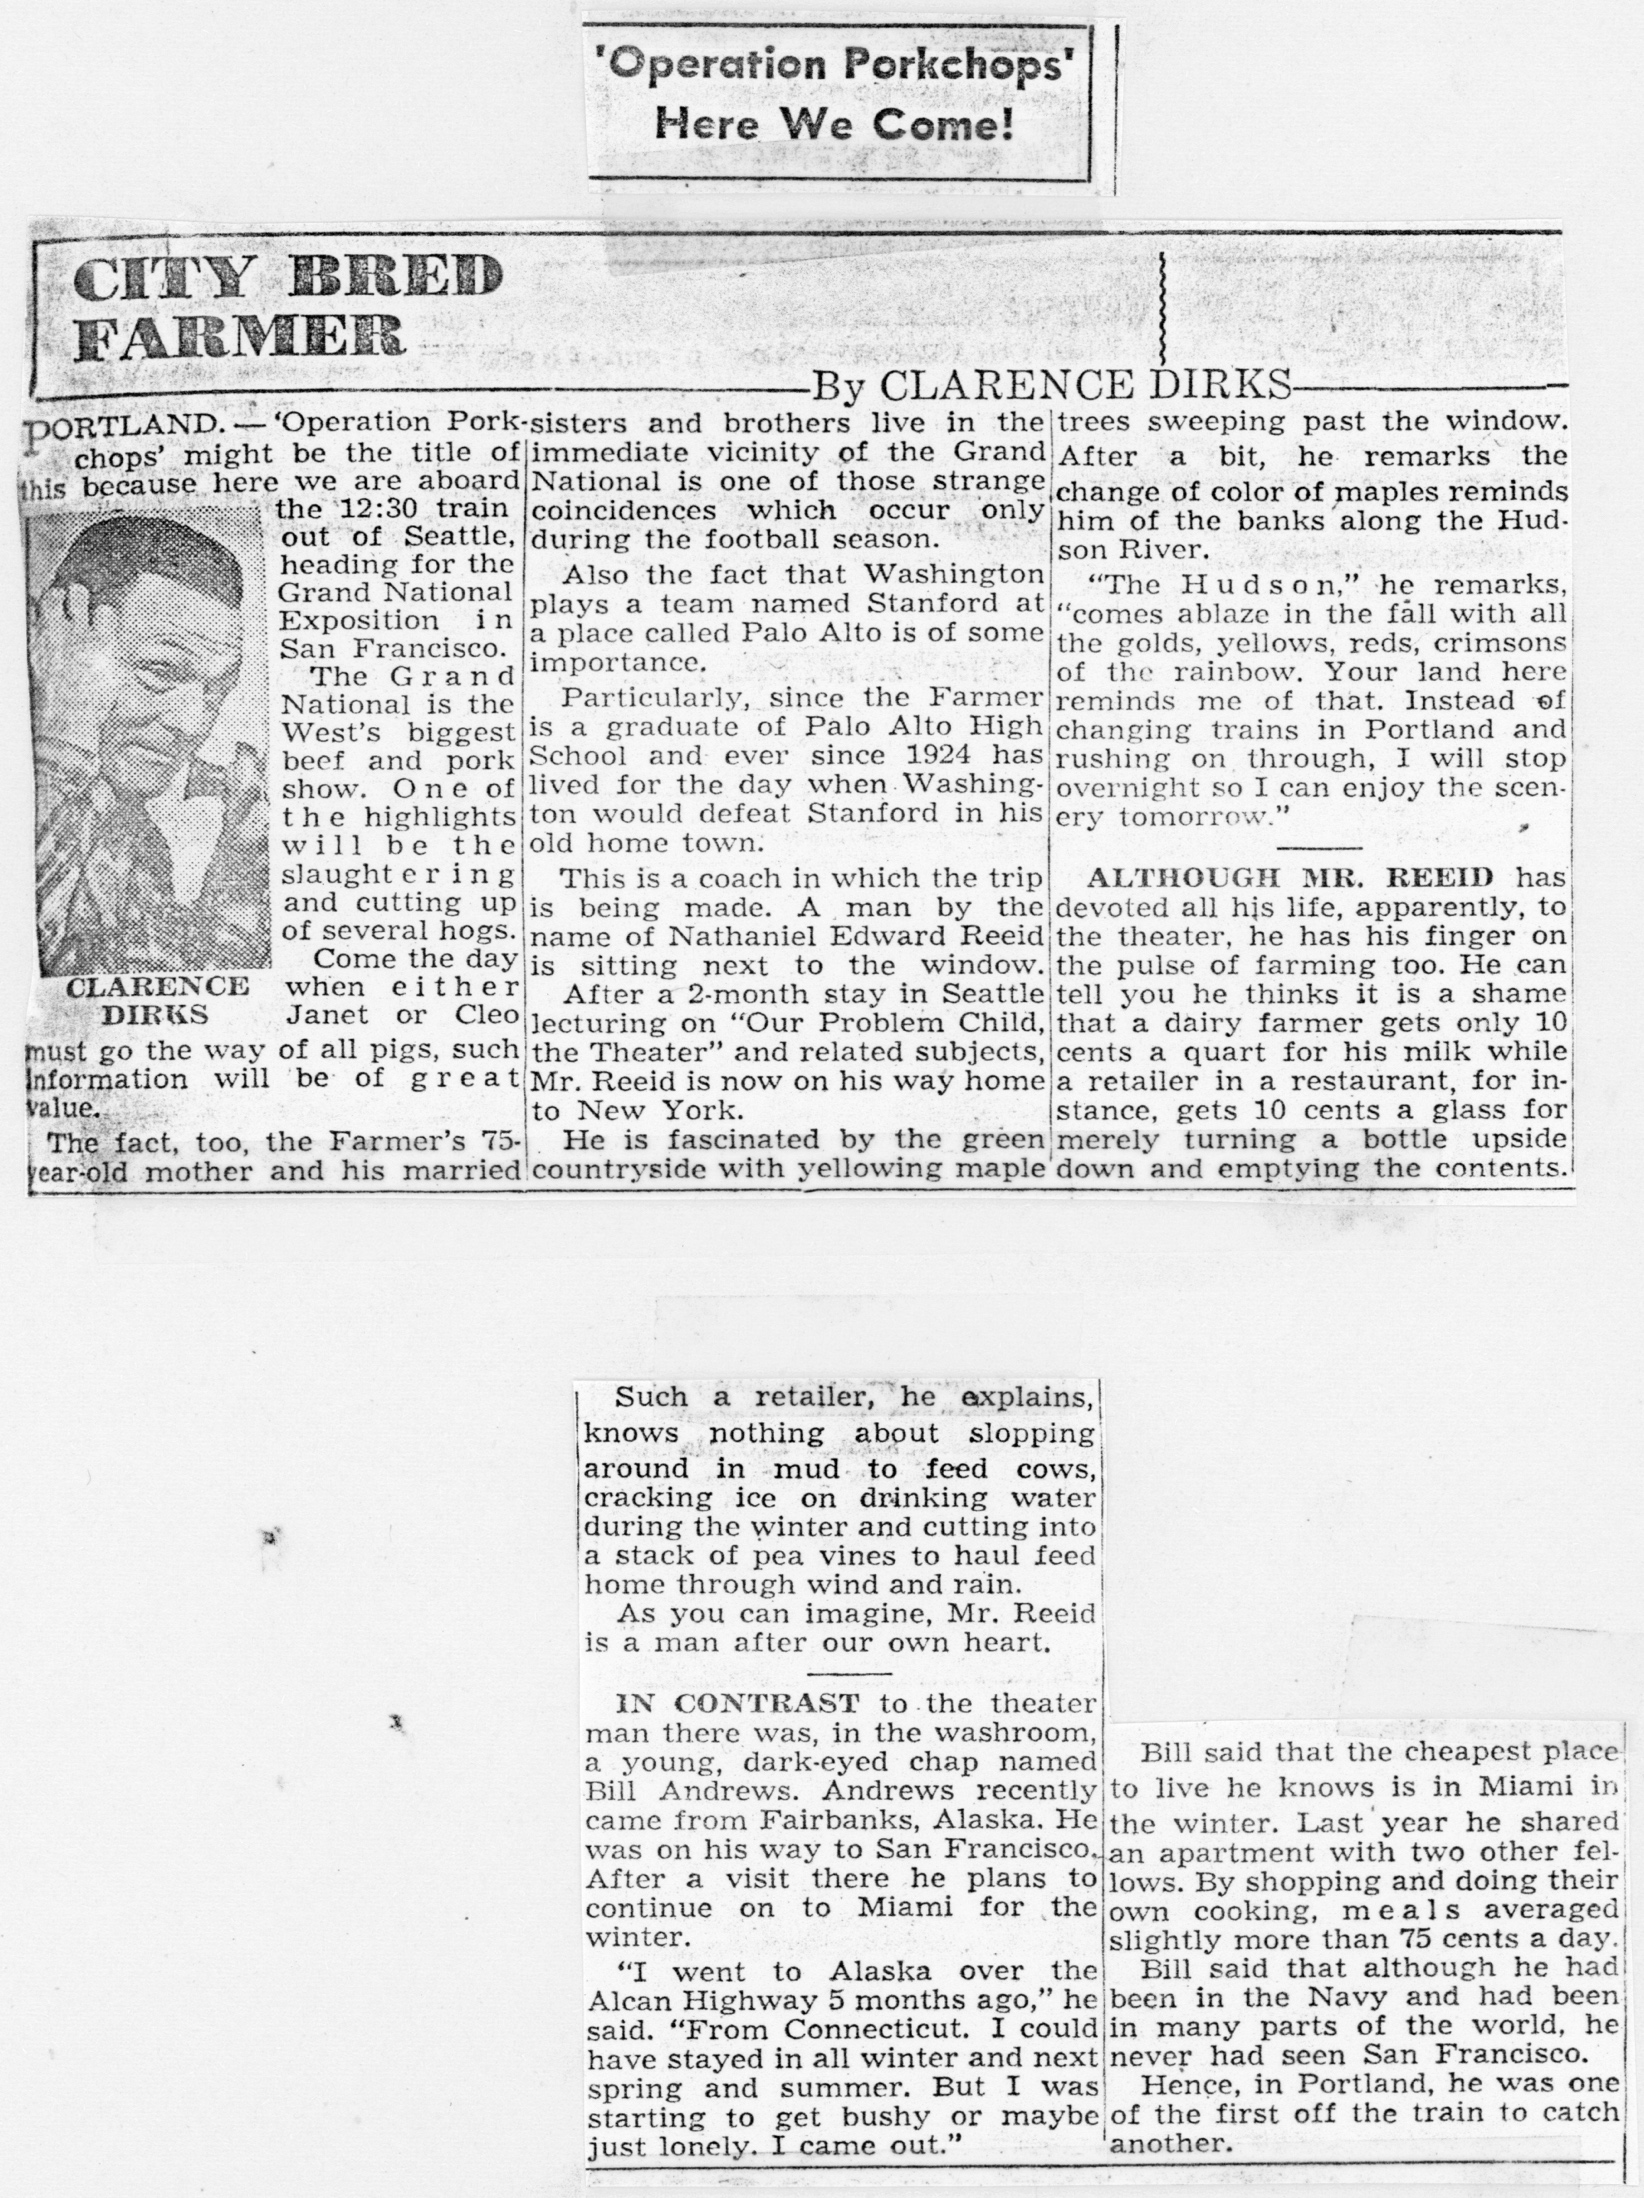 'Operation Porkchops'
Here We Come!
CITY BRED
FARMER
By CLARENCE DIRKS
PORTLAND. — 'Operation Pork-
chops' might be the title of
this because here we are aboard
the 12:30 train
out of Seattle,
heading for the
Grand National
Exposition in
San Francisco.
The Grand
National is the
West's biggest
beef and pork
show. One of
the highlights
will be the
slaughtering
and cutting up
of several hogs.
Come the day
when either
Janet or Cleo
CLARENCE
DIRKS
must go the way of all pigs, such
information will be of great
value.
The fact, too, the Farmer's 75-
year-old mother and his married
sisters and brothers live in the
immediate vicinity of the Grand
National is one of those strange
coincidences which occur only
during the football season.
Also the fact that Washington
plays a team named Stanford at
a place called Palo Alto is of some
importance.
Particularly, since the Farmer
is a graduate of Palo Alto High
School and ever since 1924 has
lived for the day when Washing-
ton would defeat Stanford in his
old home town.
This is a coach in which the trip
is being made. A man by the
name of Nathaniel Edward Reeid
is sitting next to the window.
After a 2-month stay in Seattle
lecturing on "Our Problem Child,
the Theater" and related subjects,
Mr. Reeid is now on his way home
to New York.
He is fascinated by the green
countryside with yellowing maple
trees sweeping past the window.
After a bit, he remarks the
change of color of maples reminds
him of the banks along the Hud-
son River.
"The Hudson," he remarks,
"comes ablaze in the fall with all
the golds, yellows, reds, crimsons
of the rainbow. Your land here
reminds me of that. Instead of
changing trains in Portland and
rushing on through, I will stop
overnight so I can enjoy the scen-
ery tomorrow."
ALTHOUGH MR. REEID has
devoted all his life, apparently, to
the theater, he has his finger on
the pulse of farming too. He can
tell you he thinks it is a shame
that a dairy farmer gets only 10
cents a quart for his milk while
a retailer in a restaurant, for in-
stance, gets 10 cents a glass for
merely turning a bottle upside
down and emptying the contents.
Such a retailer, he explains,
knows nothing about slopping
around in mud to feed cows,
cracking ice on drinking water
during the winter and cutting into
a stack of pea vines to haul feed
home through wind and rain.
As you can imagine, Mr. Reeid
is a man after our own heart.
IN CONTRAST to the theater
man there was, in the washroom,
a young, dark-eyed chap named
Bill Andrews. Andrews recently
came from Fairbanks, Alaska. He
was on his way to San Francisco.
After a visit there he plans to
continue on to Miami for the
winter.
"I went to Alaska over the
Alcan Highway 5 months ago," he
said. "From Connecticut. I could
have stayed in all winter and next
spring and summer. But I was
starting to get bushy or maybe
just lonely. I came out."
Bill said that the cheapest place
to live he knows is in Miami in
the winter. Last year he shared
an apartment with two other fel-
lows. By shopping and doing their
own cooking, meals averaged
slightly more than 75 cents a day.
Bill said that although he had
been in the Navy and had been
in many parts of the world, he
never had seen San Francisco.
Hence, in Portland, he was one
of the first off the train to catch
another.